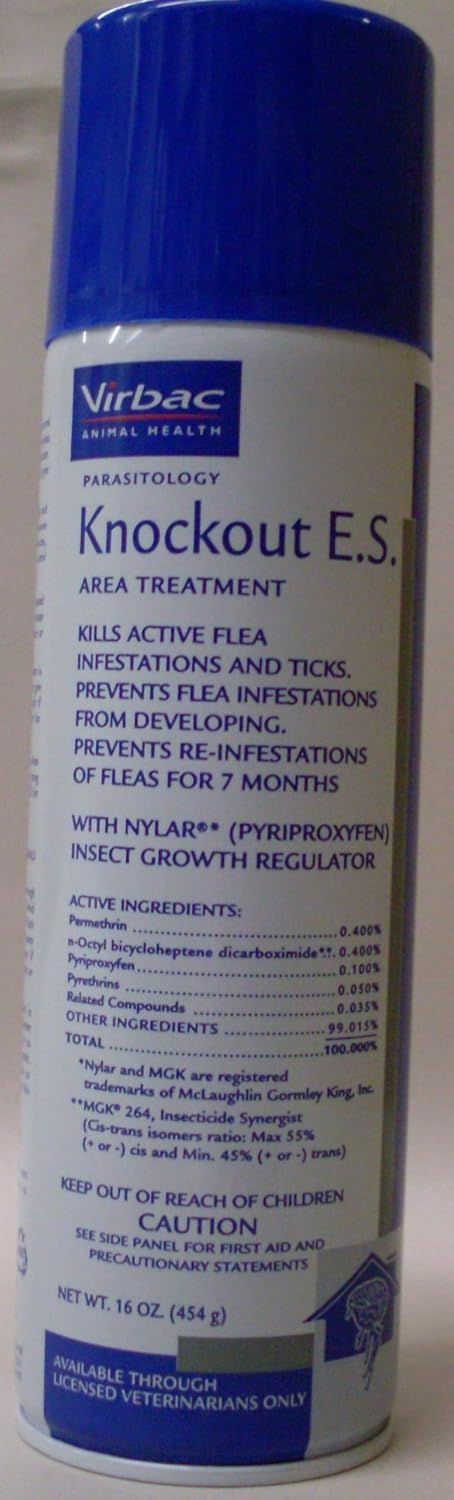 Virbac
ANIMAL HEALTH
PARASITOLOGY
Knockout E.S.
AREA TREATMENT
KILLS ACTIVE FLEA
INFESTATIONS AND TICKS.
PREVENTS FLEA INFESTATIONS
FROM DEVELOPING.
PREVENTS RE-INFESTATIONS
OF FLEAS FOR 7 MONTHS
WITH NYLAR®* (PYRIPROXYFEN)
INSECT GROWTH REGULATOR
ACTIVE INGREDIENTS:
Permethrin ........ 0.400%
n-Octyl bicycloheptene dicarboximide**.. 0.400%
Pyriproxyfen ........ 0.100%
Pyrethrins ........ 0.050%
Related Compounds ........ 0.035%
OTHER INGREDIENTS ........ 99.015%
TOTAL ........ 100.000%
*Nylar and MGK are registered
trademarks of McLaughlin Gormley King, Inc.
**MGK® 264, Insecticide Synergist
(Cis-trans isomers ratio: Max 55%
(+ or -) cis and Min. 45% (+ or -) trans)
KEEP OUT OF REACH OF CHILDREN
CAUTION
SEE SIDE PANEL FOR FIRST AID AND
PRECAUTIONARY STATEMENTS
NET WT. 16 OZ. (454 g)
AVAILABLE THROUGH
LICENSED VETERINARIANS ONLY